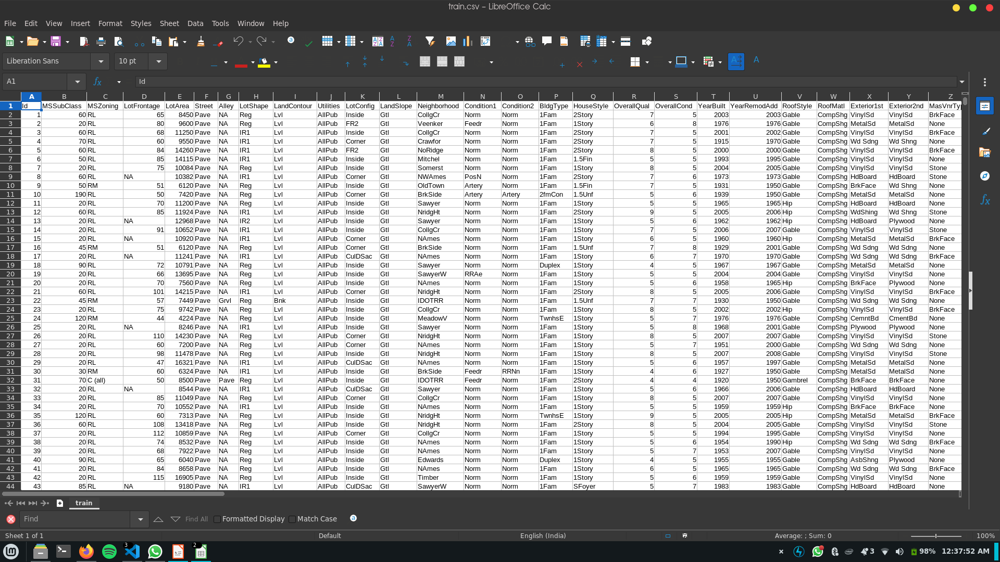 train.csv – LibreOffice Calc
File Edit View Insert Format Styles Sheet Data Tools Window Help
Liberation Sans 10 pt
A1 fx Id
A B C D E F G H I J K L M N O P Q R S T U V W X Y Z
1 Id MSSubClass MSZoning LotFrontage LotArea Street Alley LotShape LandContour Utilities LotConfig LandSlope Neighborhood Condition1 Condition2 BldgType HouseStyle OverallQual OverallCond YearBuilt YearRemodAdd RoofStyle RoofMatl Exterior1st Exterior2nd MasVnrTyp
2 1 60 RL 65 8450 Pave NA Reg Lvl AllPub Inside Gtl CollgCr Norm Norm 1Fam 2Story 7 5 2003 2003 Gable CompShg VinylSd VinylSd BrkFace
3 2 20 RL 80 9600 Pave NA Reg Lvl AllPub FR2 Gtl Veenker Feedr Norm 1Fam 1Story 6 8 1976 1976 Gable CompShg MetalSd MetalSd None
4 3 60 RL 68 11250 Pave NA IR1 Lvl AllPub Inside Gtl CollgCr Norm Norm 1Fam 2Story 7 5 2001 2002 Gable CompShg VinylSd VinylSd BrkFace
5 4 70 RL 60 9550 Pave NA IR1 Lvl AllPub Corner Gtl Crawfor Norm Norm 1Fam 2Story 7 5 1915 1970 Gable CompShg Wd Sdng Wd Shng None
6 5 60 RL 84 14260 Pave NA IR1 Lvl AllPub FR2 Gtl NoRidge Norm Norm 1Fam 2Story 8 5 2000 2000 Gable CompShg VinylSd VinylSd BrkFace
7 6 50 RL 85 14115 Pave NA IR1 Lvl AllPub Inside Gtl Mitchel Norm Norm 1Fam 1.5Fin 5 5 1993 1995 Gable CompShg VinylSd VinylSd None
8 7 20 RL 75 10084 Pave NA Reg Lvl AllPub Inside Gtl Somerst Norm Norm 1Fam 1Story 8 5 2004 2005 Gable CompShg VinylSd VinylSd Stone
9 8 60 RL NA 10382 Pave NA IR1 Lvl AllPub Corner Gtl NWAmes PosN Norm 1Fam 2Story 7 6 1973 1973 Gable CompShg HdBoard HdBoard Stone
10 9 50 RM 51 6120 Pave NA Reg Lvl AllPub Inside Gtl OldTown Artery Norm 1Fam 1.5Fin 7 5 1931 1950 Gable CompShg BrkFace Wd Shng None
11 10 190 RL 50 7420 Pave NA Reg Lvl AllPub Corner Gtl BrkSide Artery Artery 2fmCon 1.5Unf 5 6 1939 1950 Gable CompShg MetalSd MetalSd None
12 11 20 RL 70 11200 Pave NA Reg Lvl AllPub Inside Gtl Sawyer Norm Norm 1Fam 1Story 5 5 1965 1965 Hip CompShg HdBoard HdBoard None
13 12 60 RL 85 11924 Pave NA IR1 Lvl AllPub Inside Gtl NridgHt Norm Norm 1Fam 2Story 9 5 2005 2006 Hip CompShg WdShing Wd Shng Stone
14 13 20 RL NA 12968 Pave NA IR2 Lvl AllPub Inside Gtl Sawyer Norm Norm 1Fam 1Story 5 6 1962 1962 Hip CompShg HdBoard Plywood None
15 14 20 RL 91 10652 Pave NA IR1 Lvl AllPub Inside Gtl CollgCr Norm Norm 1Fam 1Story 7 5 2006 2007 Gable CompShg VinylSd VinylSd Stone
16 15 20 RL NA 10920 Pave NA IR1 Lvl AllPub Corner Gtl NAmes Norm Norm 1Fam 1Story 6 5 1960 1960 Hip CompShg MetalSd MetalSd BrkFace
17 16 45 RM 51 6120 Pave NA Reg Lvl AllPub Corner Gtl BrkSide Norm Norm 1Fam 1.5Unf 7 8 1929 2001 Gable CompShg Wd Sdng Wd Sdng None
18 17 20 RL NA 11241 Pave NA IR1 Lvl AllPub CulDSac Gtl NAmes Norm Norm 1Fam 1Story 6 7 1970 1970 Gable CompShg Wd Sdng Wd Sdng BrkFace
19 18 90 RL 72 10791 Pave NA Reg Lvl AllPub Inside Gtl Sawyer Norm Norm Duplex 1Story 4 5 1967 1967 Gable CompShg MetalSd MetalSd None
20 19 20 RL 66 13695 Pave NA Reg Lvl AllPub Inside Gtl SawyerW RRAe Norm 1Fam 1Story 5 5 2004 2004 Gable CompShg VinylSd VinylSd None
21 20 20 RL 70 7560 Pave NA Reg Lvl AllPub Inside Gtl NAmes Norm Norm 1Fam 1Story 5 6 1958 1965 Hip CompShg BrkFace Plywood None
22 21 60 RL 101 14215 Pave NA IR1 Lvl AllPub Corner Gtl NridgHt Norm Norm 1Fam 2Story 8 5 2005 2006 Gable CompShg VinylSd VinylSd BrkFace
23 22 45 RM 57 7449 Pave Grvl Reg Bnk AllPub Inside Gtl IDOTRR Norm Norm 1Fam 1.5Unf 7 7 1930 1950 Gable CompShg Wd Sdng Wd Sdng None
24 23 20 RL 75 9742 Pave NA Reg Lvl AllPub Inside Gtl CollgCr Norm Norm 1Fam 1Story 8 5 2002 2002 Hip CompShg VinylSd VinylSd BrkFace
25 24 120 RM 44 4224 Pave NA Reg Lvl AllPub Inside Gtl MeadowV Norm Norm TwnhsE 1Story 5 7 1976 1976 Gable CompShg CemntBd CmentBd None
26 25 20 RL NA 8246 Pave NA IR1 Lvl AllPub Inside Gtl Sawyer Norm Norm 1Fam 1Story 5 8 1968 2001 Gable CompShg Plywood Plywood None
27 26 20 RL 110 14230 Pave NA Reg Lvl AllPub Corner Gtl NridgHt Norm Norm 1Fam 1Story 8 5 2007 2007 Gable CompShg VinylSd VinylSd Stone
28 27 20 RL 60 7200 Pave NA Reg Lvl AllPub Corner Gtl NAmes Norm Norm 1Fam 1Story 5 7 1951 2000 Gable CompShg Wd Sdng Wd Sdng None
29 28 20 RL 98 11478 Pave NA Reg Lvl AllPub Inside Gtl NridgHt Norm Norm 1Fam 1Story 8 5 2007 2008 Gable CompShg VinylSd VinylSd Stone
30 29 20 RL 47 16321 Pave NA IR1 Lvl AllPub CulDSac Gtl NAmes Norm Norm 1Fam 1Story 5 6 1957 1997 Gable CompShg MetalSd MetalSd None
31 30 30 RM 60 6324 Pave NA IR1 Lvl AllPub Inside Gtl BrkSide Feedr RRNn 1Fam 1Story 4 6 1927 1950 Gable CompShg MetalSd MetalSd None
32 31 70 C (all) 50 8500 Pave Pave Reg Lvl AllPub Inside Gtl IDOTRR Feedr Norm 1Fam 2Story 4 4 1920 1950 Gambrel CompShg BrkFace BrkFace None
33 32 20 RL NA 8544 Pave NA IR1 Lvl AllPub CulDSac Gtl Sawyer Norm Norm 1Fam 1Story 5 6 1966 2006 Gable CompShg HdBoard HdBoard None
34 33 20 RL 85 11049 Pave NA Reg Lvl AllPub Corner Gtl CollgCr Norm Norm 1Fam 1Story 8 5 2007 2007 Gable CompShg VinylSd VinylSd None
35 34 20 RL 70 10552 Pave NA IR1 Lvl AllPub Inside Gtl NAmes Norm Norm 1Fam 1Story 5 5 1959 1959 Hip CompShg BrkFace BrkFace None
36 35 120 RL 60 7313 Pave NA Reg Lvl AllPub Inside Gtl NridgHt Norm Norm TwnhsE 1Story 9 5 2005 2005 Hip CompShg MetalSd MetalSd BrkFace
37 36 60 RL 108 13418 Pave NA Reg Lvl AllPub Inside Gtl NridgHt Norm Norm 1Fam 2Story 8 5 2004 2005 Gable CompShg VinylSd VinylSd Stone
38 37 20 RL 112 10859 Pave NA Reg Lvl AllPub Corner Gtl CollgCr Norm Norm 1Fam 1Story 5 5 1994 1995 Gable CompShg VinylSd VinylSd None
39 38 20 RL 74 8532 Pave NA Reg Lvl AllPub Inside Gtl NAmes Norm Norm 1Fam 1Story 5 6 1954 1990 Hip CompShg Wd Sdng Wd Sdng BrkFace
40 39 20 RL 68 7922 Pave NA Reg Lvl AllPub Inside Gtl NAmes Norm Norm 1Fam 1Story 5 7 1953 2007 Gable CompShg VinylSd VinylSd None
41 40 90 RL 65 6040 Pave NA Reg Lvl AllPub Inside Gtl Edwards Norm Norm Duplex 1Story 4 5 1955 1955 Gable CompShg AsbShng Plywood None
42 41 20 RL 84 8658 Pave NA Reg Lvl AllPub Inside Gtl NAmes Norm Norm 1Fam 1Story 6 5 1965 1965 Gable CompShg Wd Sdng Wd Sdng BrkFace
43 42 20 RL 115 16905 Pave NA Reg Lvl AllPub Inside Gtl Timber Norm Norm 1Fam 1Story 5 6 1959 1959 Gable CompShg VinylSd VinylSd None
44 43 85 RL NA 9180 Pave NA IR1 Lvl AllPub CulDSac Gtl SawyerW Norm Norm 1Fam SFoyer 5 7 1983 1983 Gable CompShg HdBoard HdBoard None
train
Find Find All Formatted Display Match Case
Sheet 1 of 1 Default English (India) Average: ; Sum: 0 100%
3 2 3 98% 12:37:52 AM